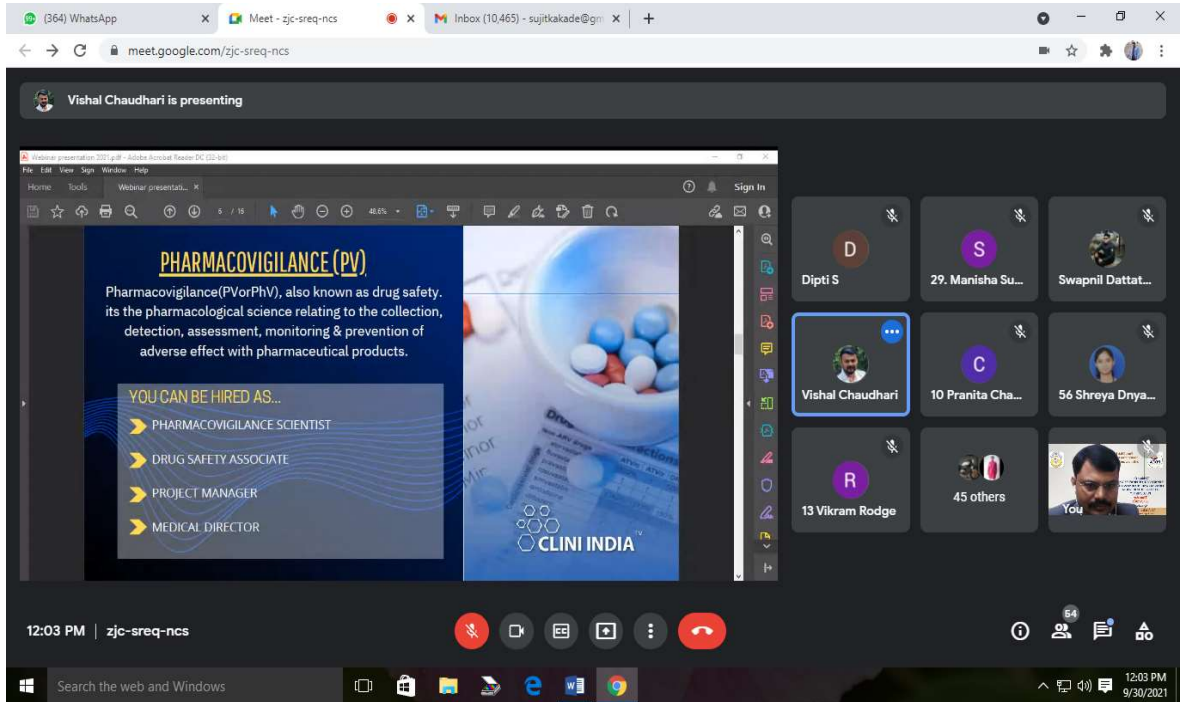 (364) WhatsApp
Meet - zjc-sreq-ncs
Inbox (10,465) - sujitkakade@gm
meet.google.com/zjc-sreq-ncs
Vishal Chaudhari is presenting
Webinar presentation 2021.pdf - Adobe Acrobat Reader DC (32-bit)
File Edit View Sign Window Help
Home Tools Webinar presentati... Sign In
6 / 15 48.6%
PHARMACOVIGILANCE (PV)
Pharmacovigilance(PVorPhV), also known as drug safety.
its the pharmacological science relating to the collection,
detection, assessment, monitoring & prevention of
adverse effect with pharmaceutical products.
YOU CAN BE HIRED AS...
PHARMACOVIGILANCE SCIENTIST
DRUG SAFETY ASSOCIATE
PROJECT MANAGER
MEDICAL DIRECTOR
CLINI INDIA™
D
Dipti S
S
29. Manisha Su...
Swapnil Dattat...
Vishal Chaudhari
C
10 Pranita Cha...
56 Shreya Dnya...
R
13 Vikram Rodge
45 others
You
12:03 PM | zjc-sreq-ncs
CC
54
Search the web and Windows
12:03 PM
9/30/2021